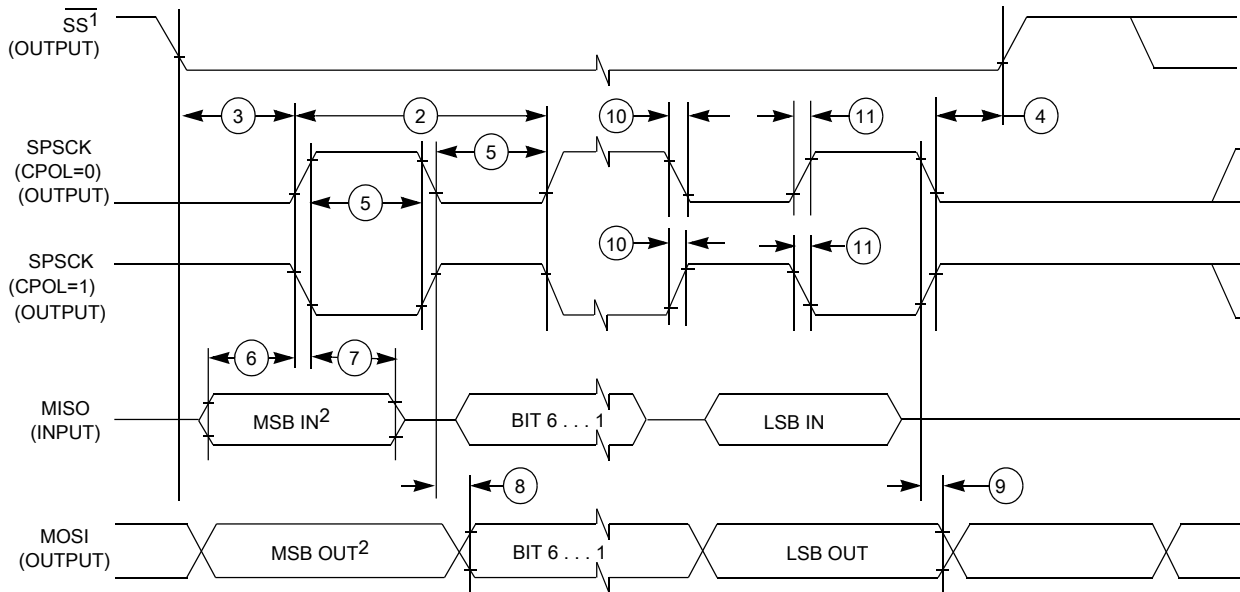 SS1
(OUTPUT)
3
2
10
11
4
SPSCK
(CPOL=0)
(OUTPUT)
5
5
10
11
SPSCK
(CPOL=1)
(OUTPUT)
6
7
MISO
(INPUT)
MSB IN2
BIT 6 . . . 1
LSB IN
8
9
MOSI
(OUTPUT)
MSB OUT2
BIT 6 . . . 1
LSB OUT